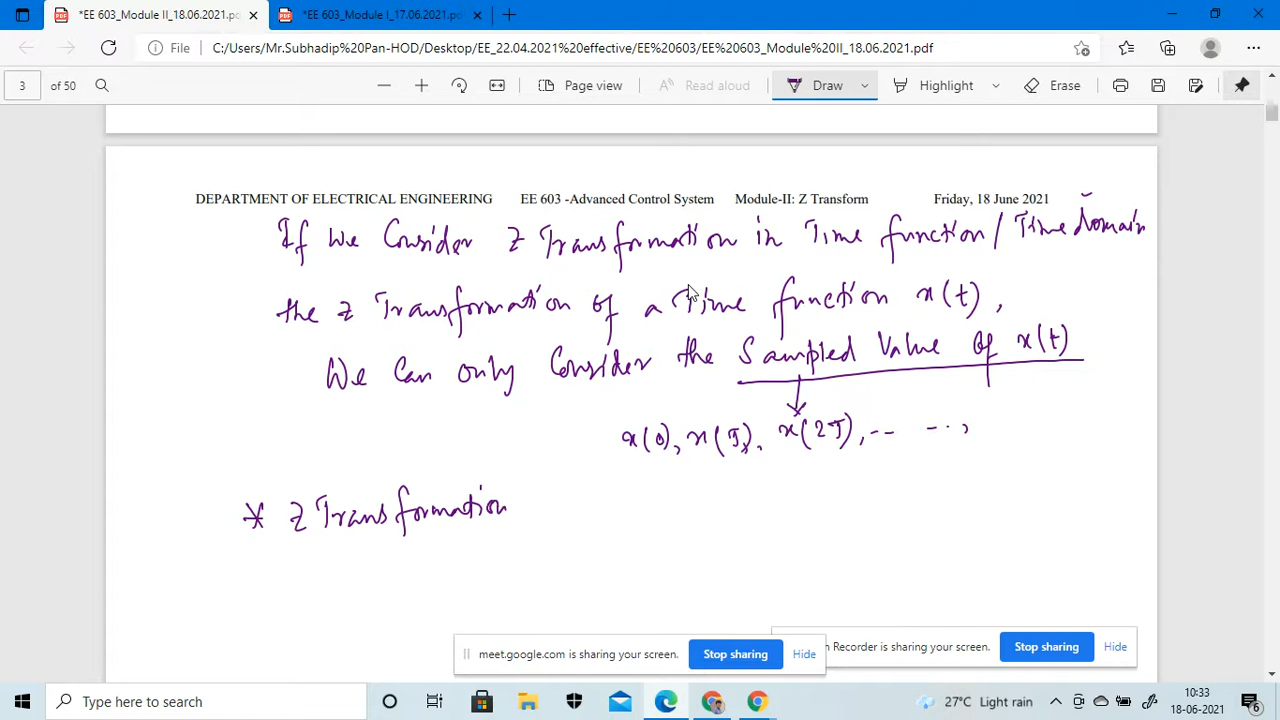 *EE 603_Module II_18.06.2021.pd
*EE 603_Module I_17.06.2021.pdf
File C:/Users/Mr.Subhadip%20Pan-HOD/Desktop/EE_22.04.2021%20effective/EE%20603/EE%20603_Module%20II_18.06.2021.pdf
3 of 50 Page view Read aloud Draw Highlight Erase
DEPARTMENT OF ELECTRICAL ENGINEERING EE 603 -Advanced Control System Module-II: Z Transform Friday, 18 June 2021
If We Consider Z Transformation in Time function / Time domain
the Z Transformation of a Time function x(t),
We Can only Consider the Sampled Value of x(t)
x(0), x(T), x(2T), -- -..,
* Z Transformation
meet.google.com is sharing your screen. Stop sharing Hide
n Recorder is sharing your screen. Stop sharing Hide
Type here to search
27°C Light rain
10:33
18-06-2021
6